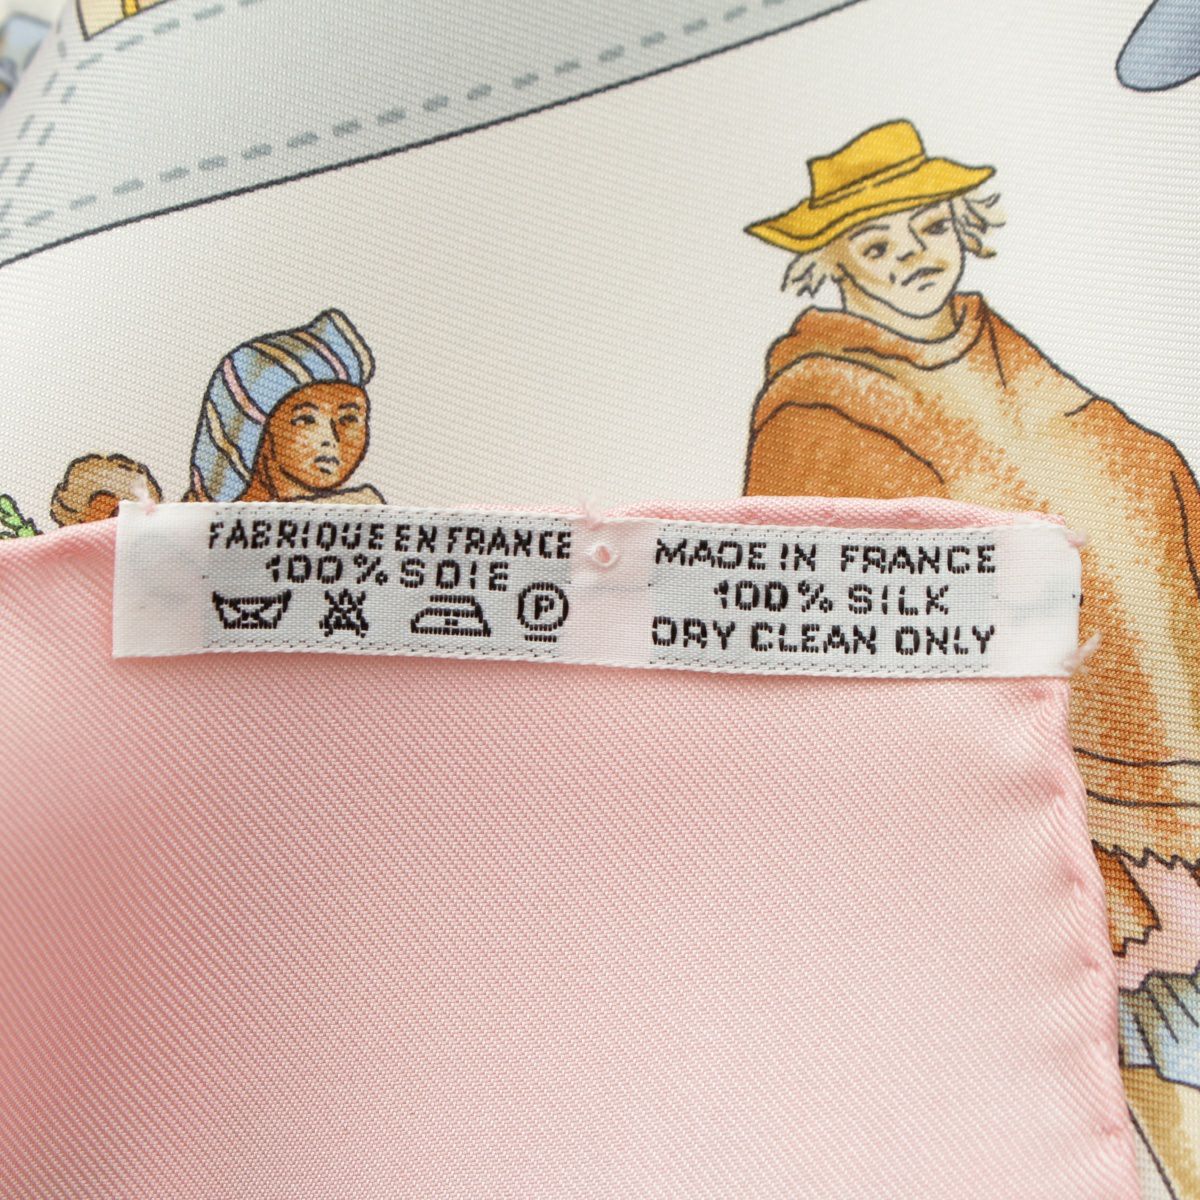 FABRIQUE EN FRANCE
100% SOIE
P
MADE IN FRANCE
100% SILK
DRY CLEAN ONLY